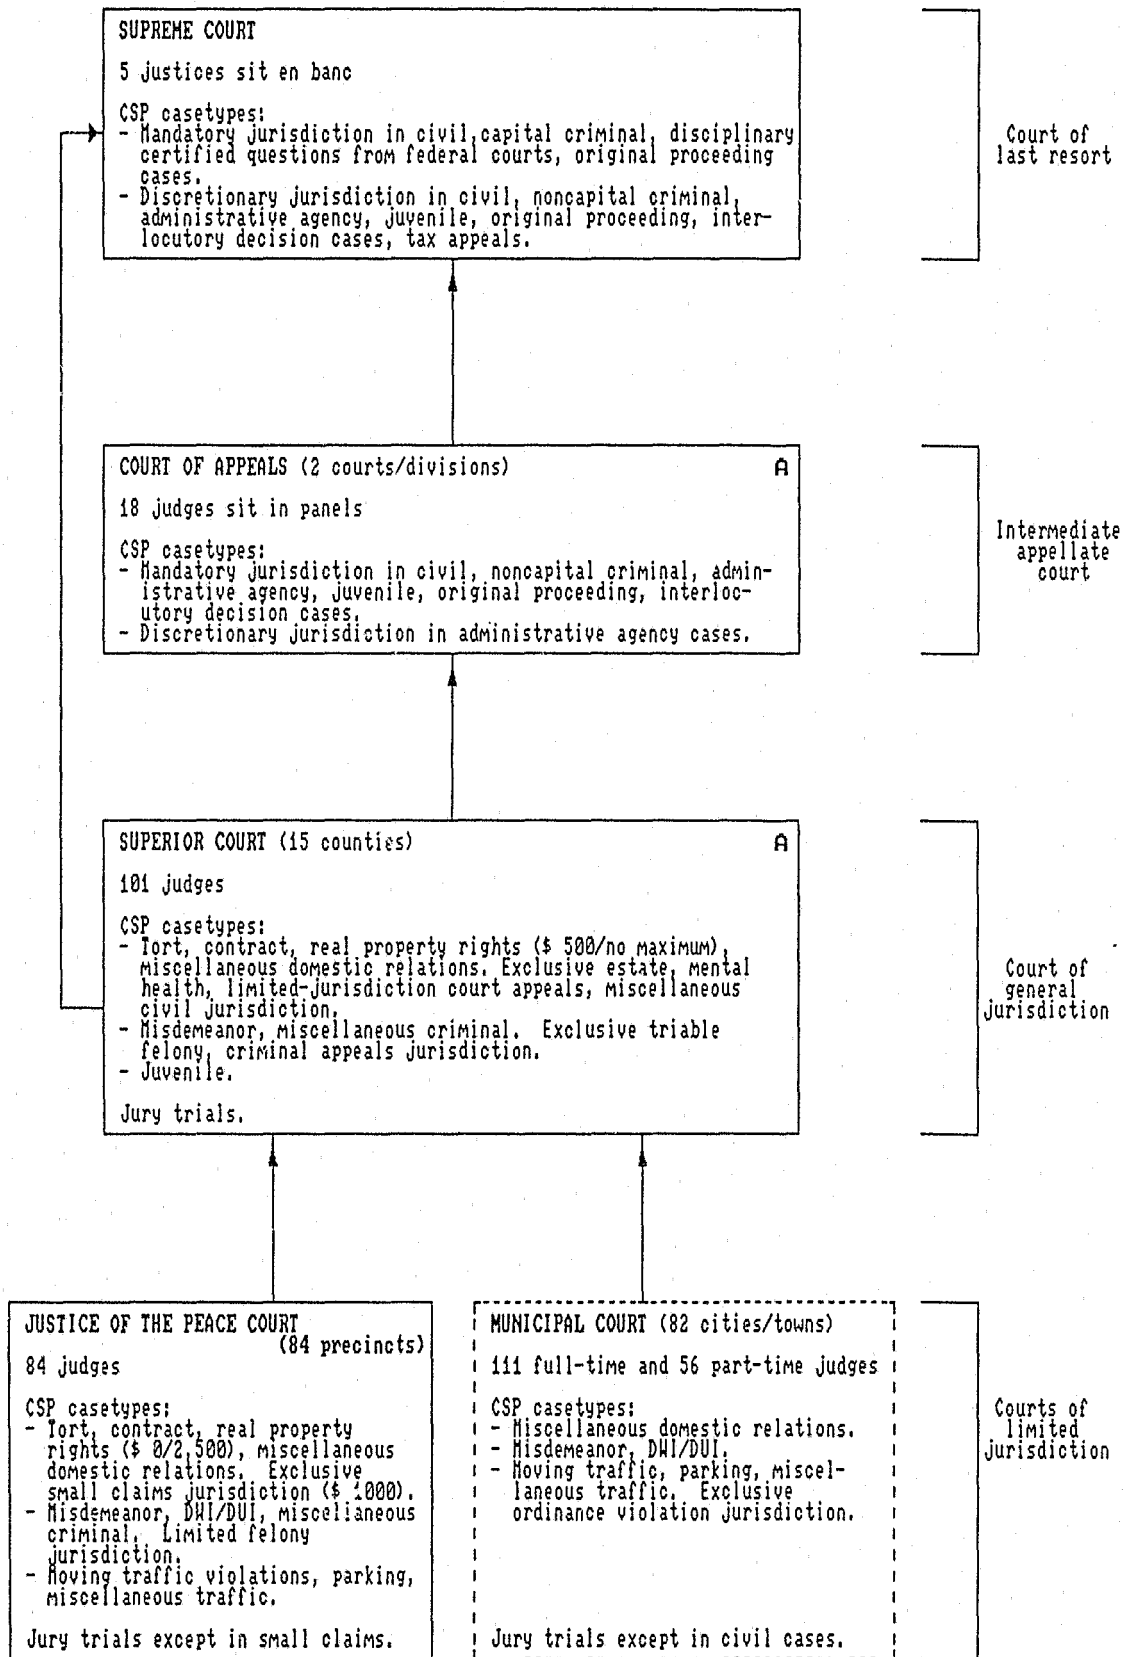 SUPREME COURT
5 justices sit en banc
CSP casetypes:
- Mandatory jurisdiction in civil,capital criminal, disciplinary
certified questions from federal courts, original proceeding
cases.
- Discretionary jurisdiction in civil, noncapital criminal,
administrative agency, juvenile, original proceeding, inter-
locutory decision cases, tax appeals.
Court of
last resort
COURT OF APPEALS (2 courts/divisions) A
18 judges sit in panels
CSP casetypes:
- Mandatory jurisdiction in civil, noncapital criminal, admin-
istrative agency, juvenile, original proceeding, interloc-
utory decision cases.
- Discretionary jurisdiction in administrative agency cases.
Intermediate
appellate
court
SUPERIOR COURT (15 counties) A
101 judges
CSP casetypes:
- Tort, contract, real property rights ($ 500/no maximum),
miscellaneous domestic relations. Exclusive estate, mental
health, limited-jurisdiction court appeals, miscellaneous
civil jurisdiction.
- Misdemeanor, miscellaneous criminal. Exclusive triable
felony, criminal appeals jurisdiction.
- Juvenile.
Jury trials.
Court of
general
jurisdiction
JUSTICE OF THE PEACE COURT
(84 precincts)
84 judges
CSP casetypes:
- Tort, contract, real property
rights ($ 0/2,500), miscellaneous
domestic relations. Exclusive
small claims jurisdiction ($ 1000).
- Misdemeanor, DWI/DUI, miscellaneous
criminal. Limited felony
jurisdiction.
- Moving traffic violations, parking,
miscellaneous traffic.
Jury trials except in small claims.
MUNICIPAL COURT (82 cities/towns)
111 full-time and 56 part-time judges
CSP casetypes:
- Miscellaneous domestic relations.
- Misdemeanor, DWI/DUI.
- Moving traffic, parking, miscel-
laneous traffic. Exclusive
ordinance violation jurisdiction.
Jury trials except in civil cases.
Courts of
limited
jurisdiction